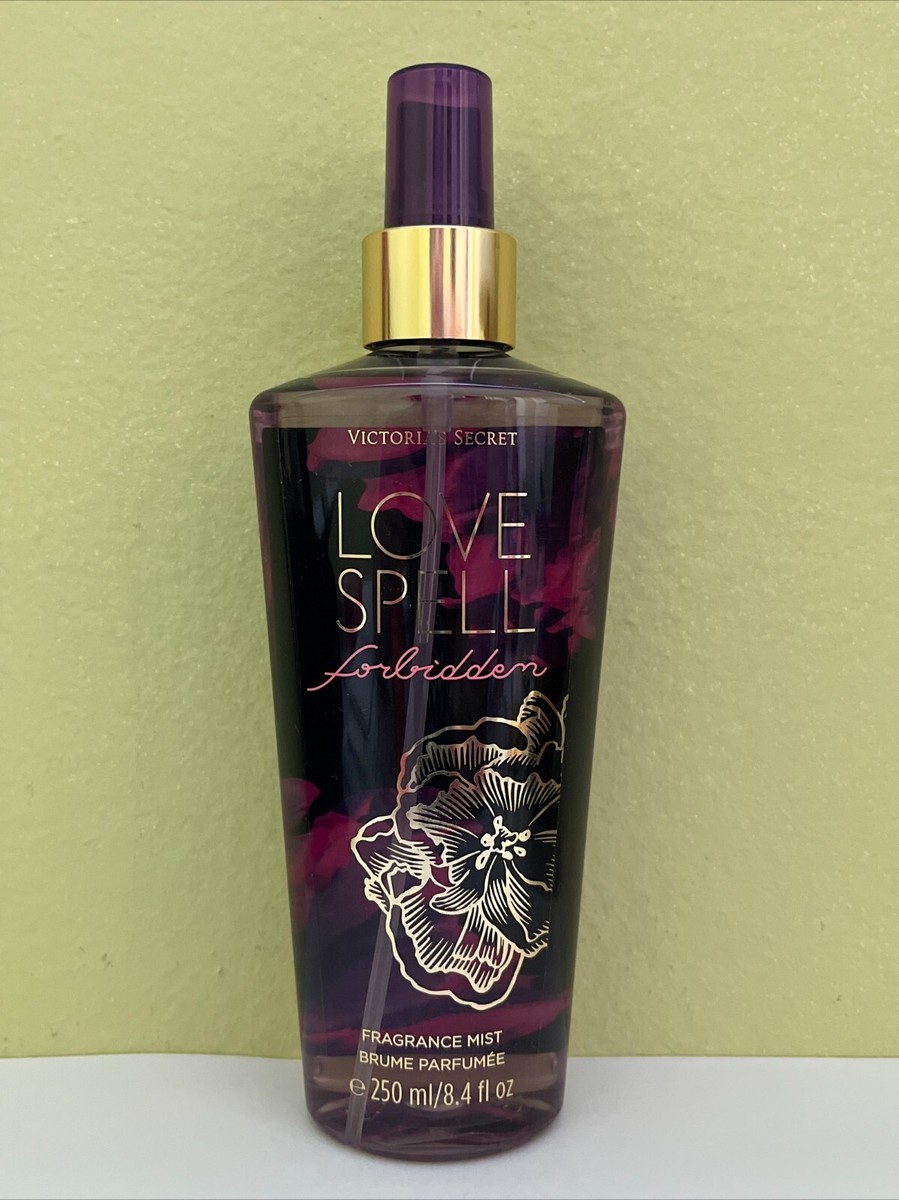 VICTORIA'S SECRET
LOVE
SPELL
forbidden
FRAGRANCE MIST
BRUME PARFUMÉE
℮ 250 ml/8.4 fl oz